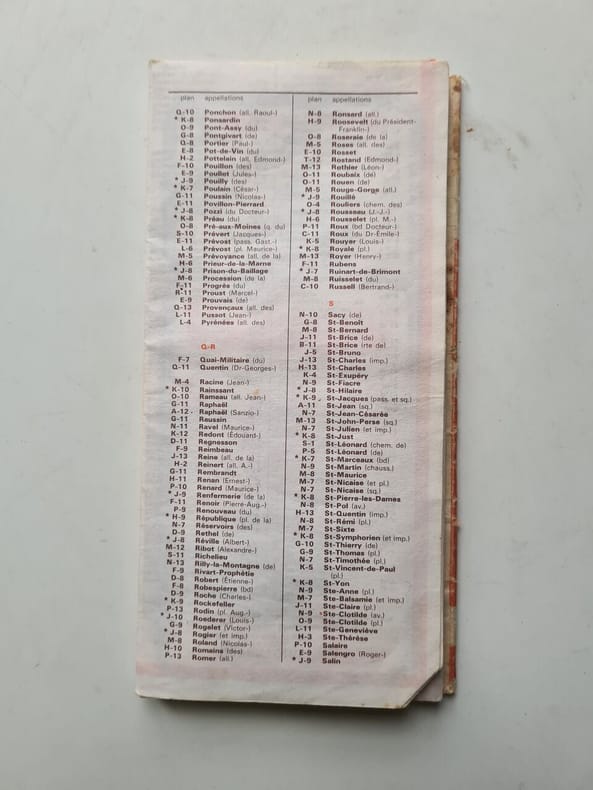 plan appellations
Q-10 Ponchon (all. Raoul-)
* K-8 Ponsardin
O-9 Pont-Assy (du)
G-8 Pontgivart (de)
Q-8 Portier (Paul-)
E-8 Pot-de-Vin (du)
H-2 Pottelain (all. Edmond-)
F-10 Pouillon (des)
E-9 Poullet (Jules-)
* J-9 Pouilly (des)
* K-7 Poulain (César-)
G-11 Poussin (Nicolas-)
E-11 Povillon-Pierrard
* J-8 Pozzi (du Docteur-)
* K-8 Préau (du)
O-8 Pré-aux-Moines (q. du)
S-10 Prévert (Jacques-)
E-11 Prévost (pass. Gast.-)
L-6 Prévost (pl. Maurice-)
M-5 Prévoyance (all. de la)
H-6 Prieur-de-la-Marne
* J-8 Prison-du-Baillage
M-6 Procession (de la)
F-11 Progrès (du)
R-11 Proust (Marcel-)
E-9 Prouvais (de)
Q-13 Provençaux (all. des)
L-11 Pussot (Jean-)
L-4 Pyrénées (all. des)
Q-R
F-7 Quai-Militaire (du)
Q-11 Quentin (Dr-Georges-)
M-4 Racine (Jean-)
* K-10 Rainssant
O-10 Rameau (all. Jean-)
G-11 Raphaël
A-12 Raphaël (Sanzio-)
G-11 Raussin
N-11 Ravel (Maurice-)
K-12 Redont (Édouard-)
D-11 Regnesson
F-9 Reimbeau
J-13 Reine (all. de la)
H-2 Reinert (all. A.-)
G-11 Rembrandt
H-11 Renan (Ernest-)
P-10 Renard (Maurice-)
* J-9 Renfermerie (de la)
F-11 Renoir (Pierre-Aug.-)
P-9 Renouveau (du)
* H-9 République (pl. de la)
N-7 Réservoirs (des)
D-9 Rethel (de)
* J-8 Réville (Albert-)
M-12 Ribot (Alexandre-)
S-11 Richelieu
N-13 Rilly-la-Montagne (de)
F-9 Rivart-Prophétie
D-8 Robert (Étienne-)
F-8 Robespierre (bd)
D-9 Roche (Charles-)
* K-9 Rockefeller
P-13 Rodin (pl. Aug.-)
* J-10 Roederer (Louis-)
G-9 Rogelet (Victor-)
* J-8 Rogier (et imp.)
M-8 Roland (Nicolas-)
H-10 Romains (des)
P-13 Romer (all.)
plan appellations
N-8 Ronsard (all.)
H-9 Roosevelt (du Président-
Franklin-)
O-8 Roseraie (de la)
M-5 Roses (all. des)
E-10 Rosset
T-12 Rostand (Edmond-)
M-13 Rothier (Léon-)
O-11 Roubaix (de)
O-11 Rouen (de)
M-5 Rouge-Gorge (all.)
* J-9 Rouillé
O-4 Rouliers (chem. des)
* J-8 Rousseau (J.-J.-)
H-6 Rousselet (pl. M.-)
P-11 Roux (bd Docteur-)
C-11 Roux (du Dr-Émile-)
K-5 Rouyer (Louis-)
* K-8 Royale (pl.)
M-13 Royer (Henry-)
F-11 Rubens
* J-7 Ruinart-de-Brimont
M-8 Ruisselet (du)
C-10 Russell (Bertrand-)
S
N-10 Sacy (de)
G-8 St-Benoît
M-8 St-Bernard
J-11 St-Brice (de)
B-11 St-Brice (rte de)
J-5 St-Bruno
J-13 St-Charles (imp.)
H-13 St-Charles
K-4 St-Exupéry
N-9 St-Fiacre
* J-8 St-Hilaire
* K-9 St-Jacques (pass. et sq.)
A-11 St-Jean (sq.)
N-7 St-Jean-Césarée
M-13 St-John-Perse (sq.)
N-7 St-Julien (et imp.)
* K-8 St-Just
S-1 St-Léonard (chem. de)
P-5 St-Léonard (de)
* K-7 St-Marceaux (bd)
N-9 St-Martin (chauss.)
M-8 St-Maurice
M-7 St-Nicaise (et pl.)
N-7 St-Nicaise (sq.)
* K-8 St-Pierre-les-Dames
N-8 St-Pol (av.)
H-13 St-Quentin (imp.)
N-8 St-Rémi (pl.)
M-7 St-Sixte
* K-8 St-Symphorien (et imp.)
G-10 St-Thierry (de)
G-9 St-Thomas (pl.)
N-7 St-Timothée (pl.)
K-5 St-Vincent-de-Paul
(pl.)
* K-8 St-Yon
N-9 Ste-Anne (pl.)
M-7 Ste-Balsamie (et imp.)
J-11 Ste-Claire (pl.)
N-9 Ste-Clotilde (av.)
O-9 Ste-Clotilde (pl.)
L-11 Ste-Geneviève
H-3 Ste-Thérèse
P-10 Salaire
E-9 Salengro (Roger-)
* J-9 Salin